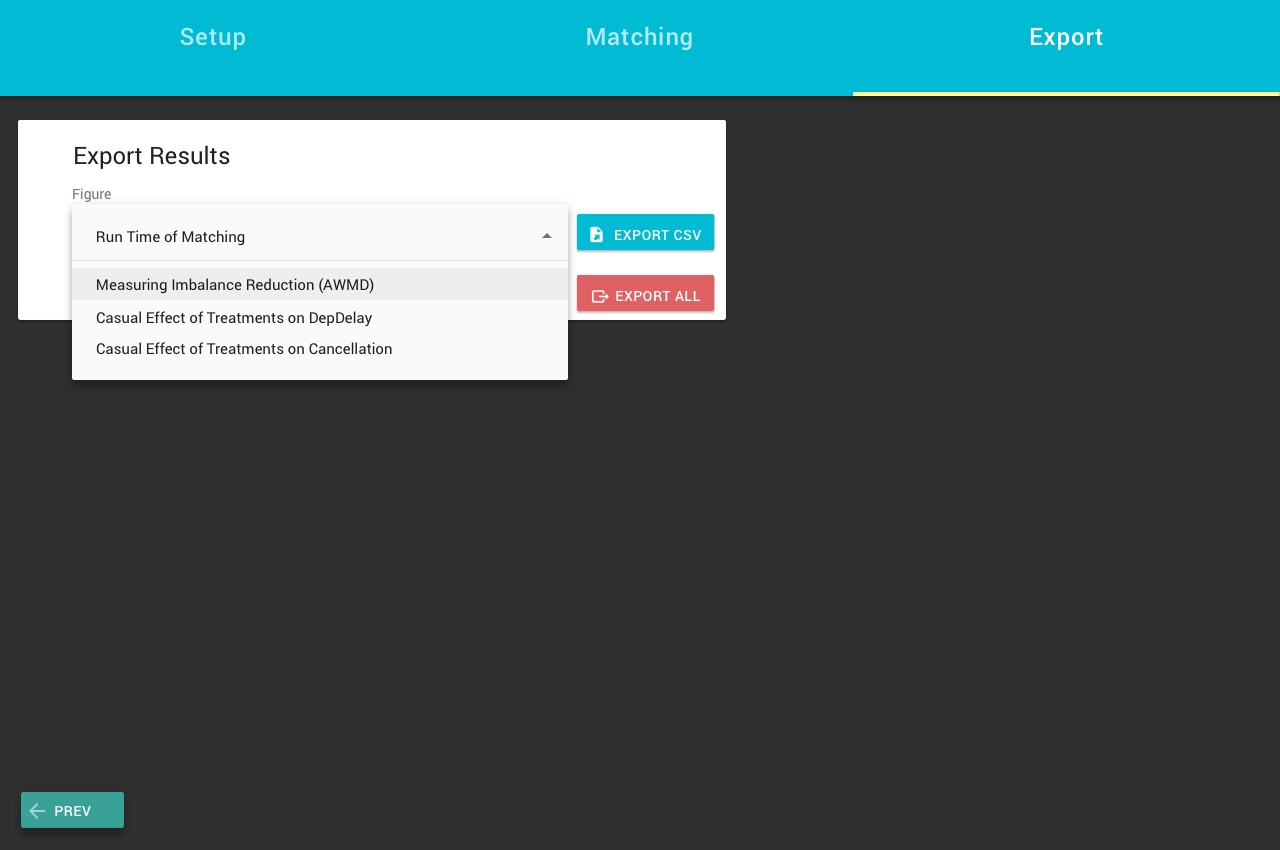 Setup
Matching
Export
Export Results
Figure
Run Time of Matching
EXPORT CSV
Measuring Imbalance Reduction (AWMD)
EXPORT ALL
Casual Effect of Treatments on DepDelay
Casual Effect of Treatments on Cancellation
PREV